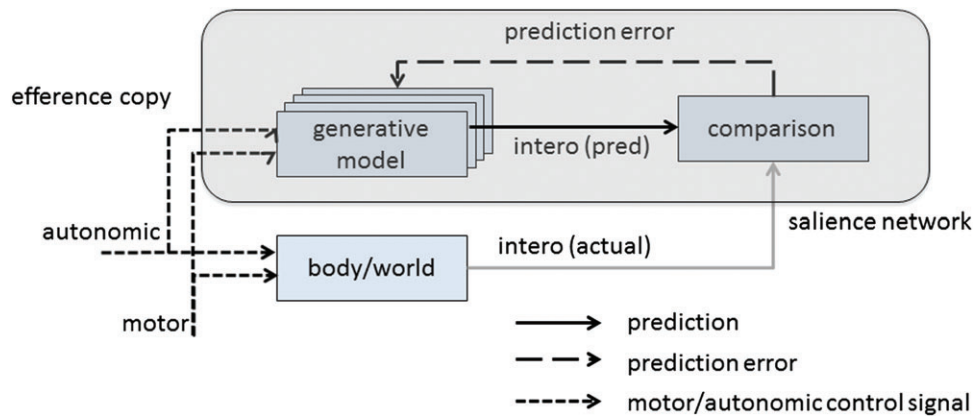 prediction error
efference copy
generative
model
intero (pred)
comparison
salience network
autonomic
intero (actual)
body/world
motor
prediction
prediction error
motor/autonomic control signal